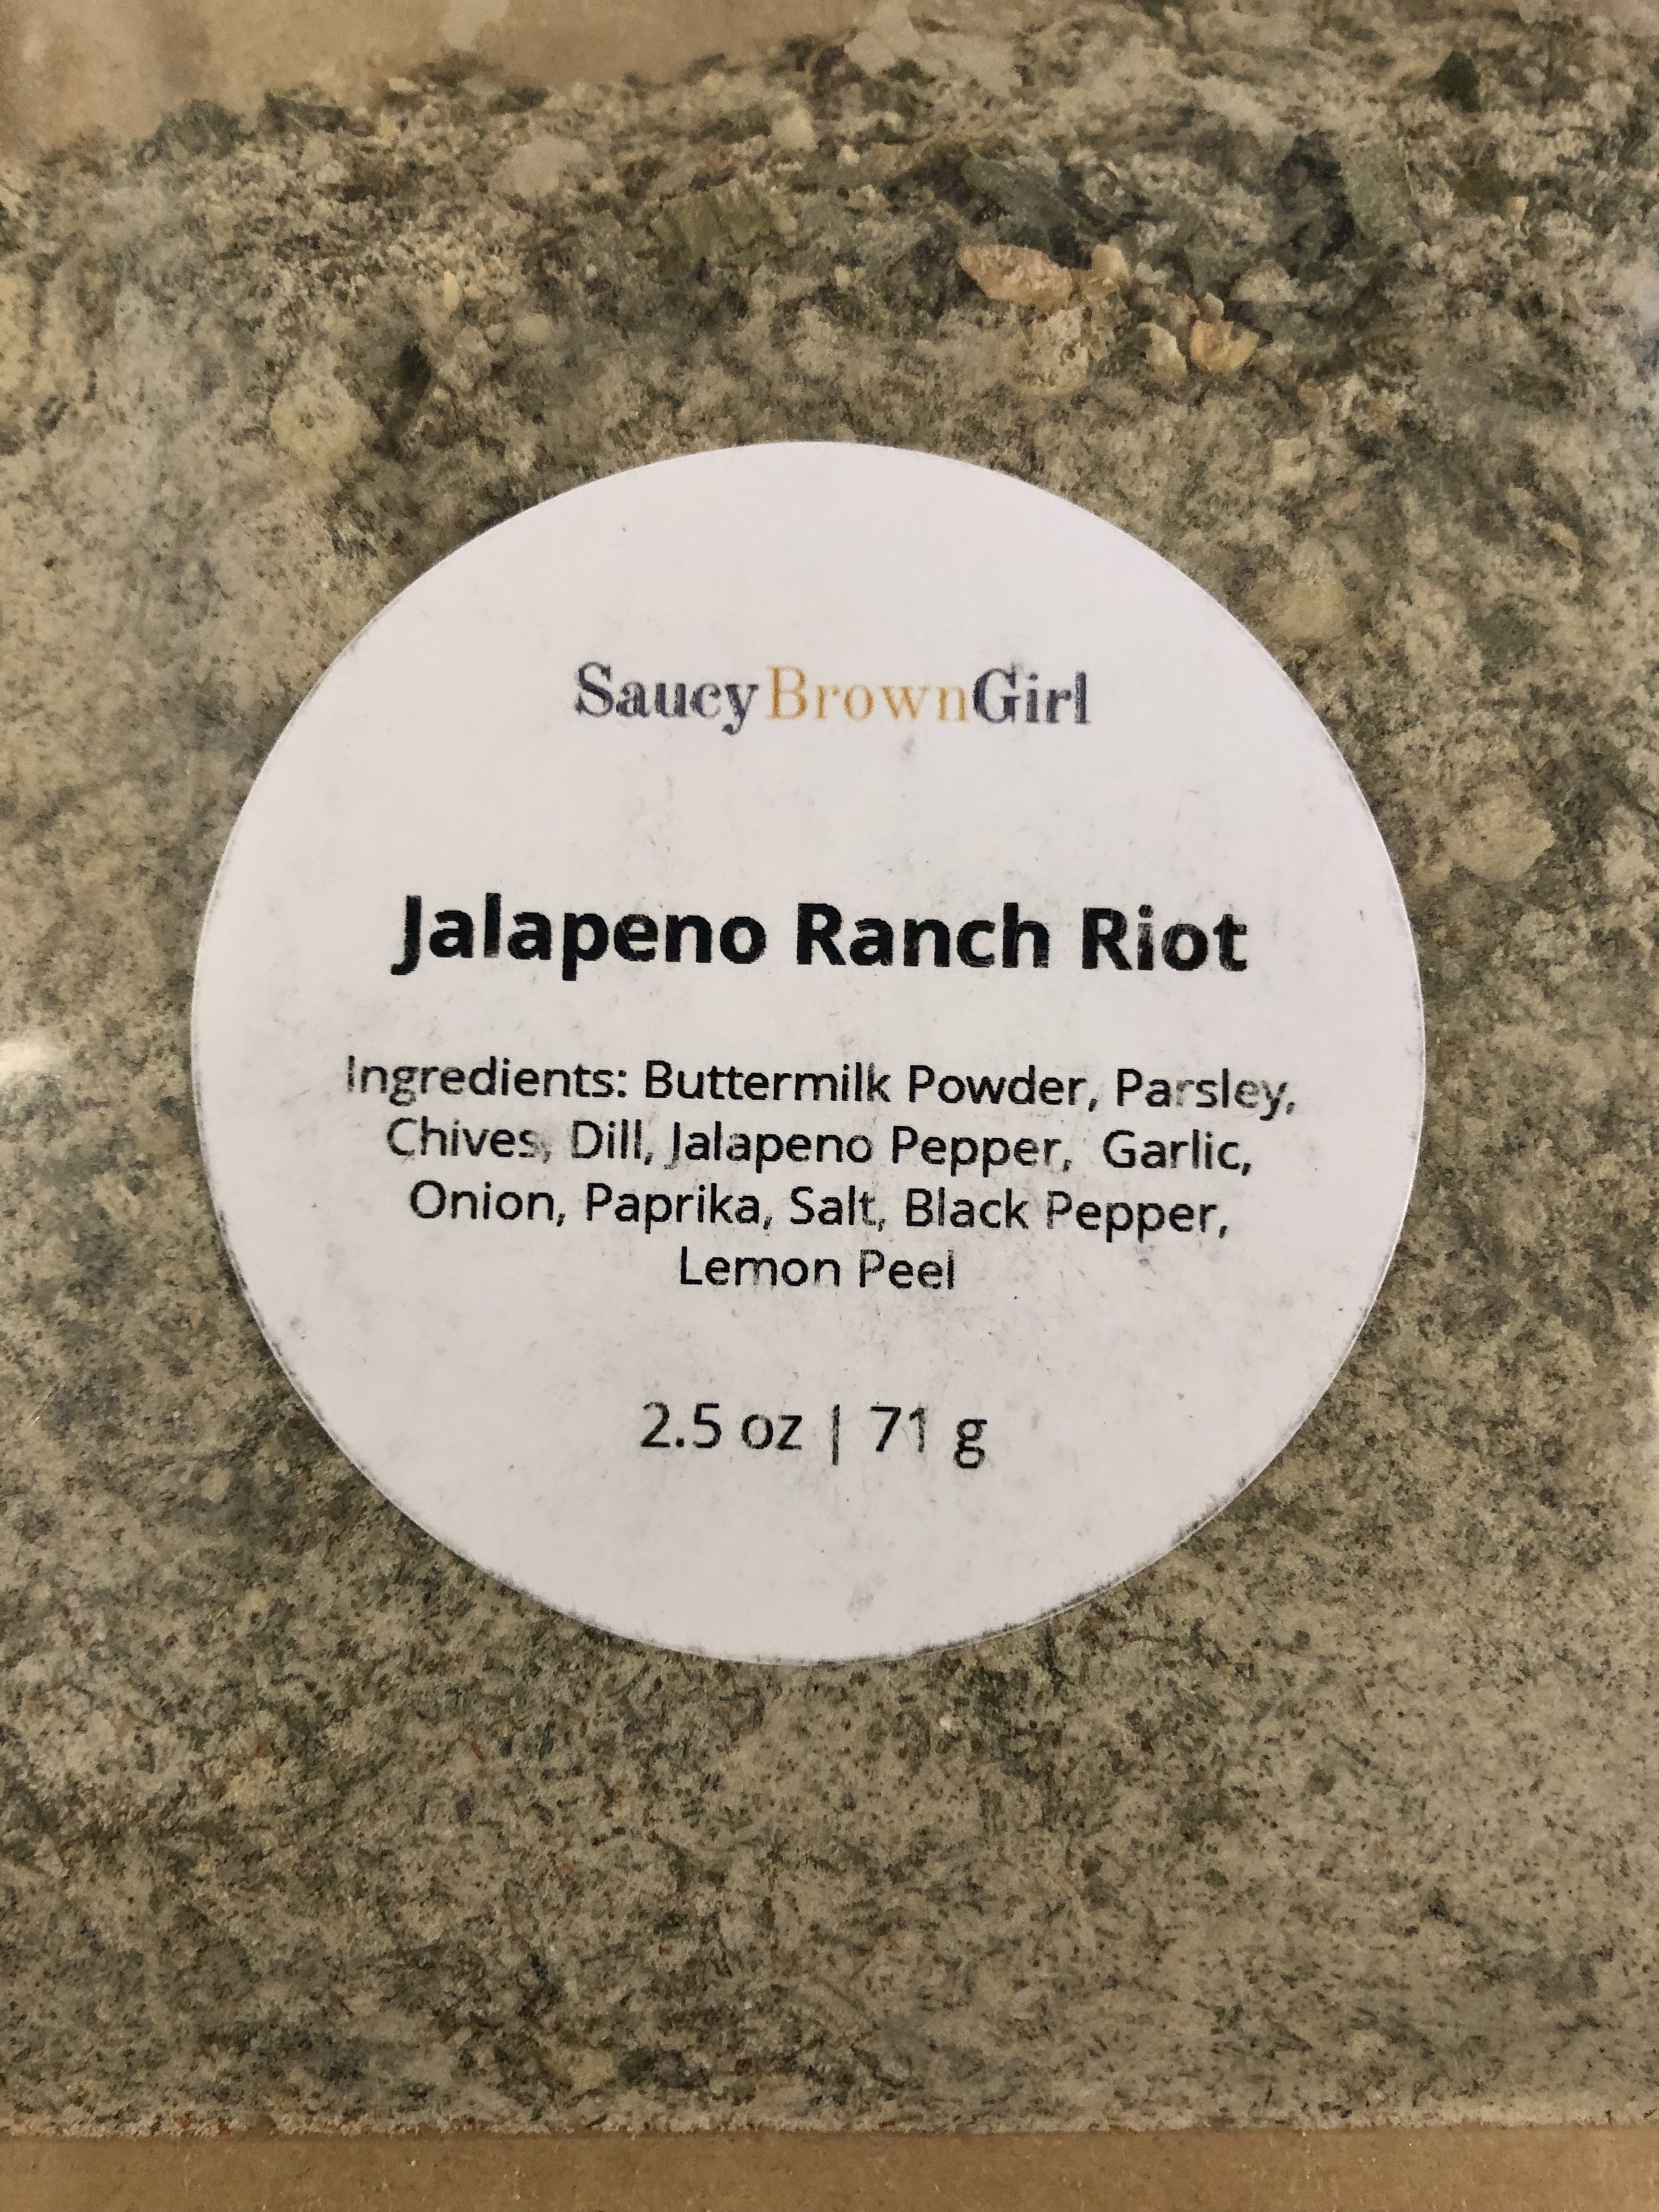 SaucyBrownGirl
Jalapeno Ranch Riot
Ingredients: Buttermilk Powder, Parsley,
Chives, Dill, Jalapeno Pepper, Garlic,
Onion, Paprika, Salt, Black Pepper,
Lemon Peel
2.5 oz | 71 g